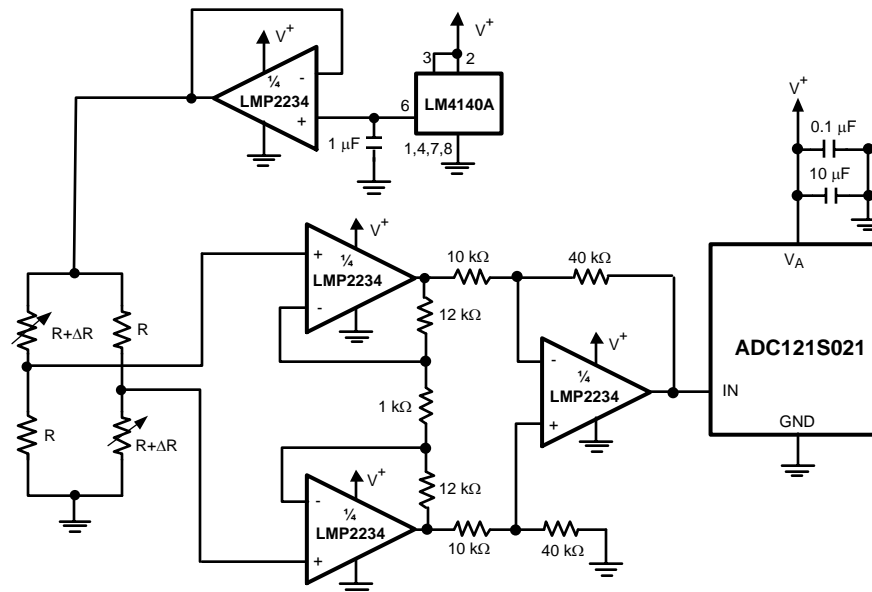 V+
V+
3
2
¼
-
LMP2234
+
6
LM4140A
1 µF
1,4,7,8
V+
0.1 µF
10 µF
V+
+
¼
LMP2234
-
10 kΩ
40 kΩ
VA
12 kΩ
R+ΔR
R
V+
ADC121S021
-
¼
LMP2234
+
IN
1 kΩ
R
R+ΔR
GND
V+
12 kΩ
-
¼
LMP2234
+
10 kΩ
40 kΩ